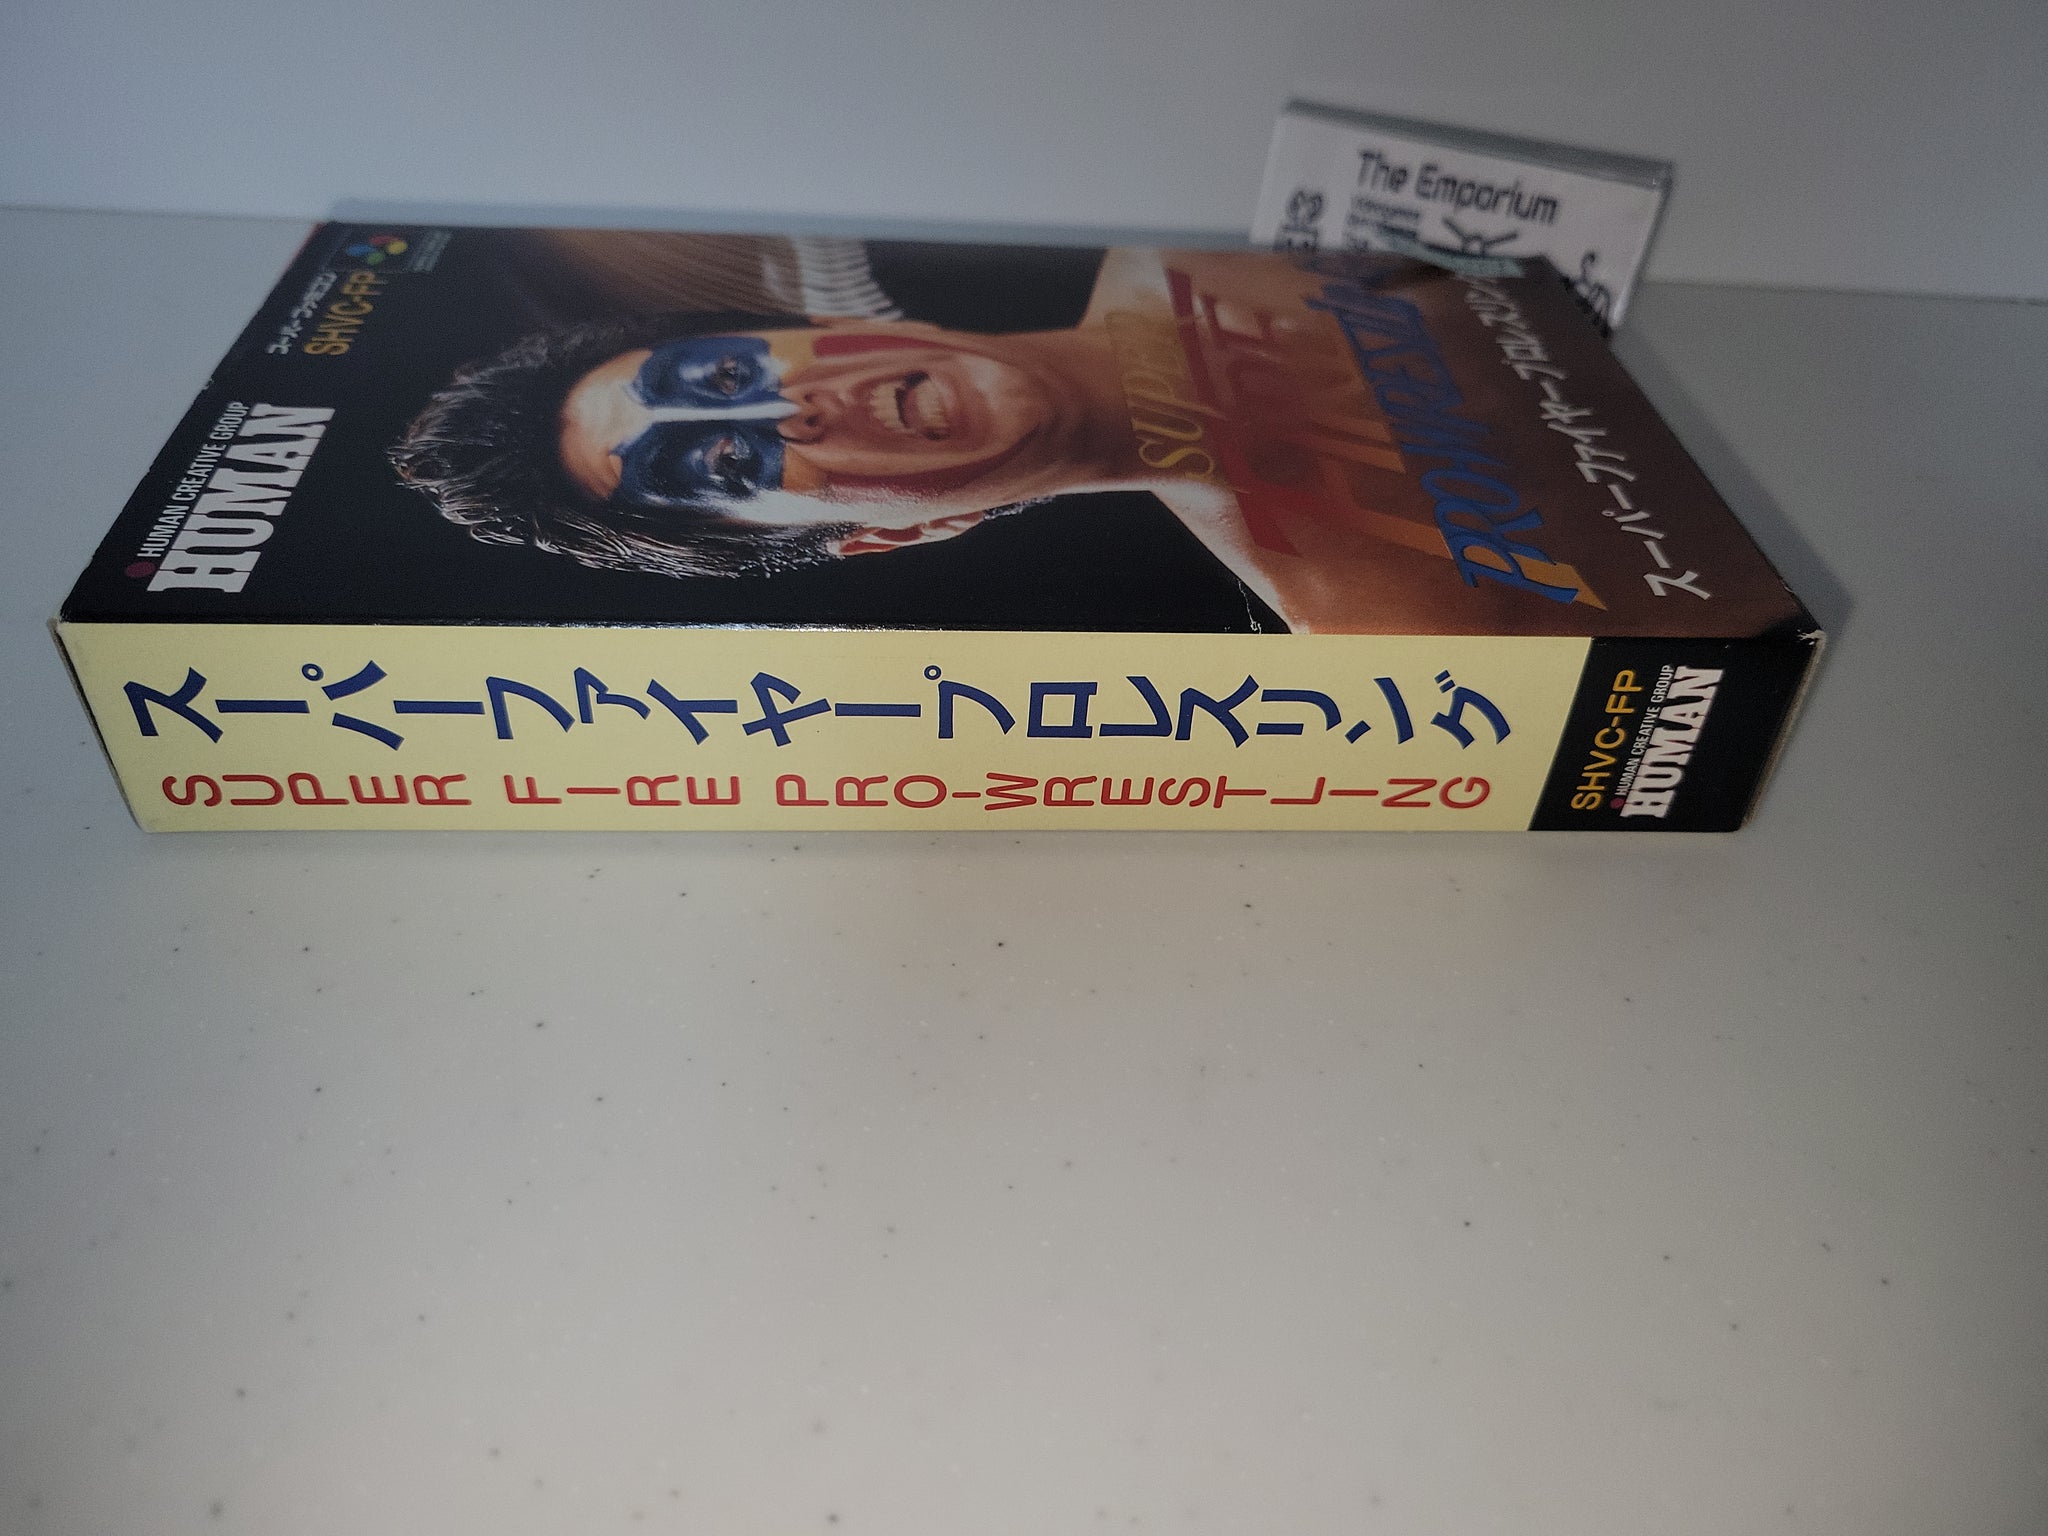 The Emporium
スーパーファミコン
SHVC-FP
HUMAN CREATIVE GROUP
HUMAN
SUPER
FIRE
PRO-WRESTLING
スーパーファイヤープロレスリング
スーパーファイヤープロレスリング
SUPER FIRE PRO-WRESTLING
SHVC-FP
HUMAN CREATIVE GROUP
HUMAN